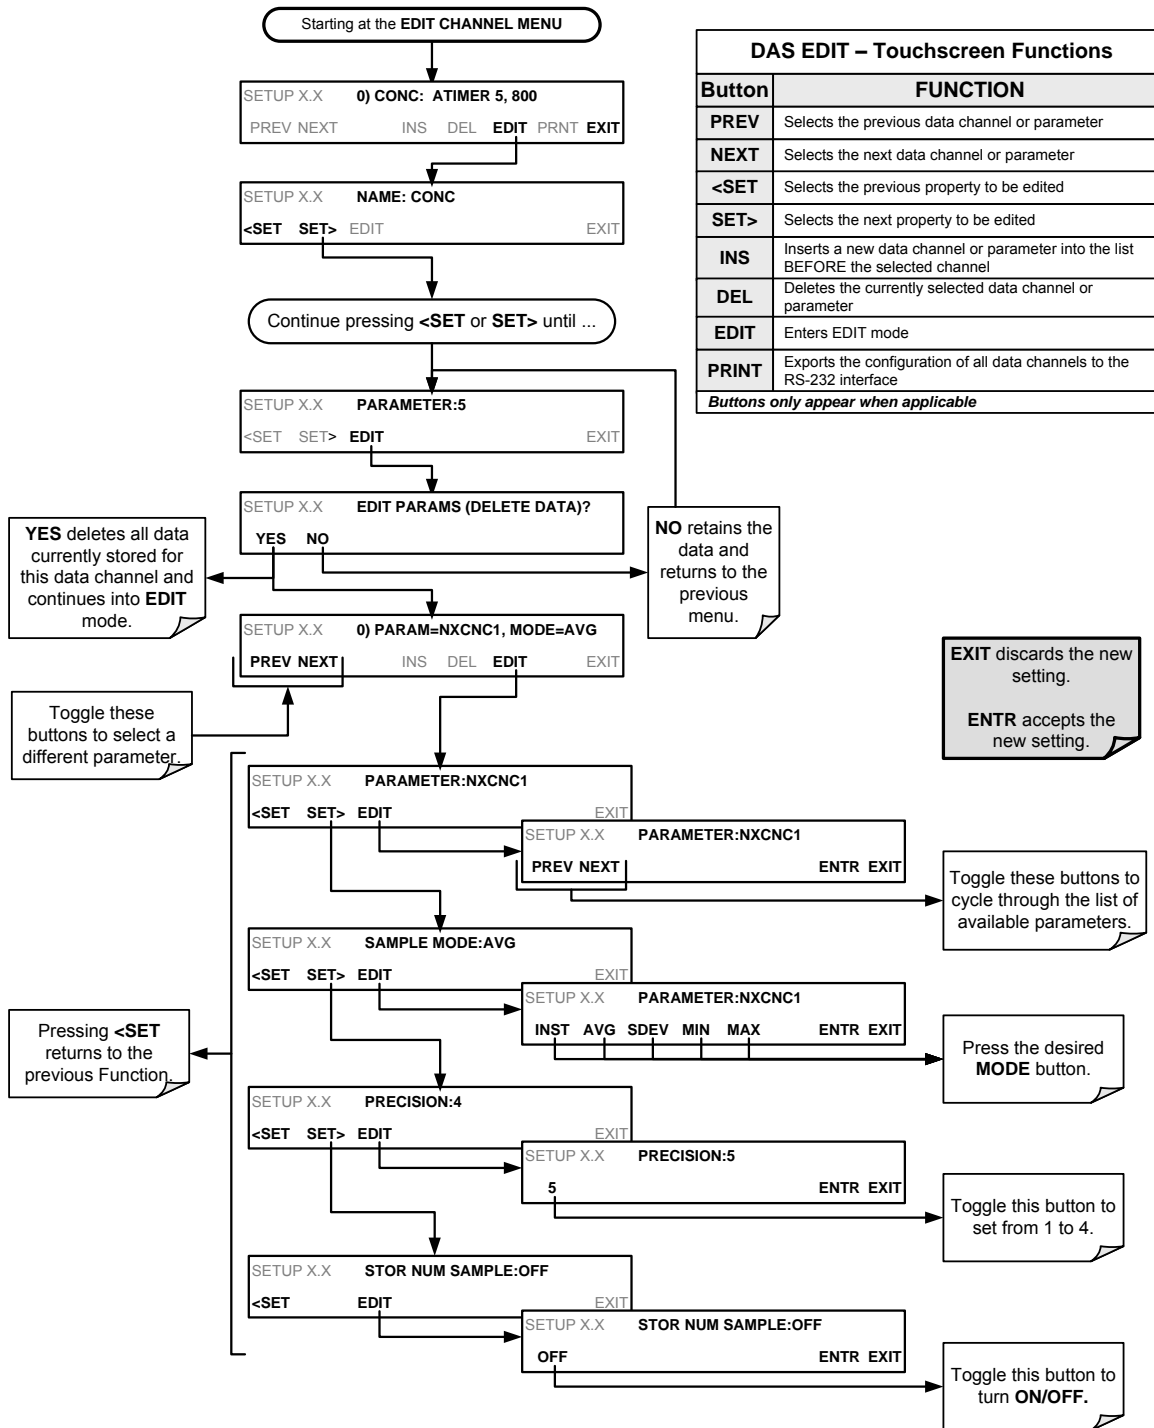 Starting at the EDIT CHANNEL MENU
SETUP X.X 0) CONC: ATIMER 5, 800
PREV NEXT INS DEL EDIT PRNT EXIT
SETUP X.X NAME: CONC
<SET SET> EDIT EXIT
Continue pressing <SET or SET> until ...
SETUP X.X PARAMETER:5
<SET SET> EDIT EXIT
SETUP X.X EDIT PARAMS (DELETE DATA)?
YES NO
YES deletes all data
currently stored for
this data channel and
continues into EDIT
mode.
NO retains the
data and
returns to the
previous
menu.
SETUP X.X 0) PARAM=NXCNC1, MODE=AVG
PREV NEXT INS DEL EDIT EXIT
Toggle these
buttons to select a
different parameter.
DAS EDIT – Touchscreen Functions
Button FUNCTION
PREV Selects the previous data channel or parameter
NEXT Selects the next data channel or parameter
<SET Selects the previous property to be edited
SET> Selects the next property to be edited
INS Inserts a new data channel or parameter into the list
BEFORE the selected channel
DEL Deletes the currently selected data channel or
parameter
EDIT Enters EDIT mode
PRINT Exports the configuration of all data channels to the
RS-232 interface
Buttons only appear when applicable
EXIT discards the new
setting.
ENTR accepts the
new setting.
SETUP X.X PARAMETER:NXCNC1
<SET SET> EDIT EXIT
SETUP X.X PARAMETER:NXCNC1
PREV NEXT ENTR EXIT
Toggle these buttons to
cycle through the list of
available parameters.
SETUP X.X SAMPLE MODE:AVG
<SET SET> EDIT EXIT
SETUP X.X PARAMETER:NXCNC1
INST AVG SDEV MIN MAX ENTR EXIT
Press the desired
MODE button.
Pressing <SET
returns to the
previous Function.
SETUP X.X PRECISION:4
<SET SET> EDIT EXIT
SETUP X.X PRECISION:5
5 ENTR EXIT
Toggle this button to
set from 1 to 4.
SETUP X.X STOR NUM SAMPLE:OFF
<SET EDIT EXIT
SETUP X.X STOR NUM SAMPLE:OFF
OFF ENTR EXIT
Toggle this button to
turn ON/OFF.